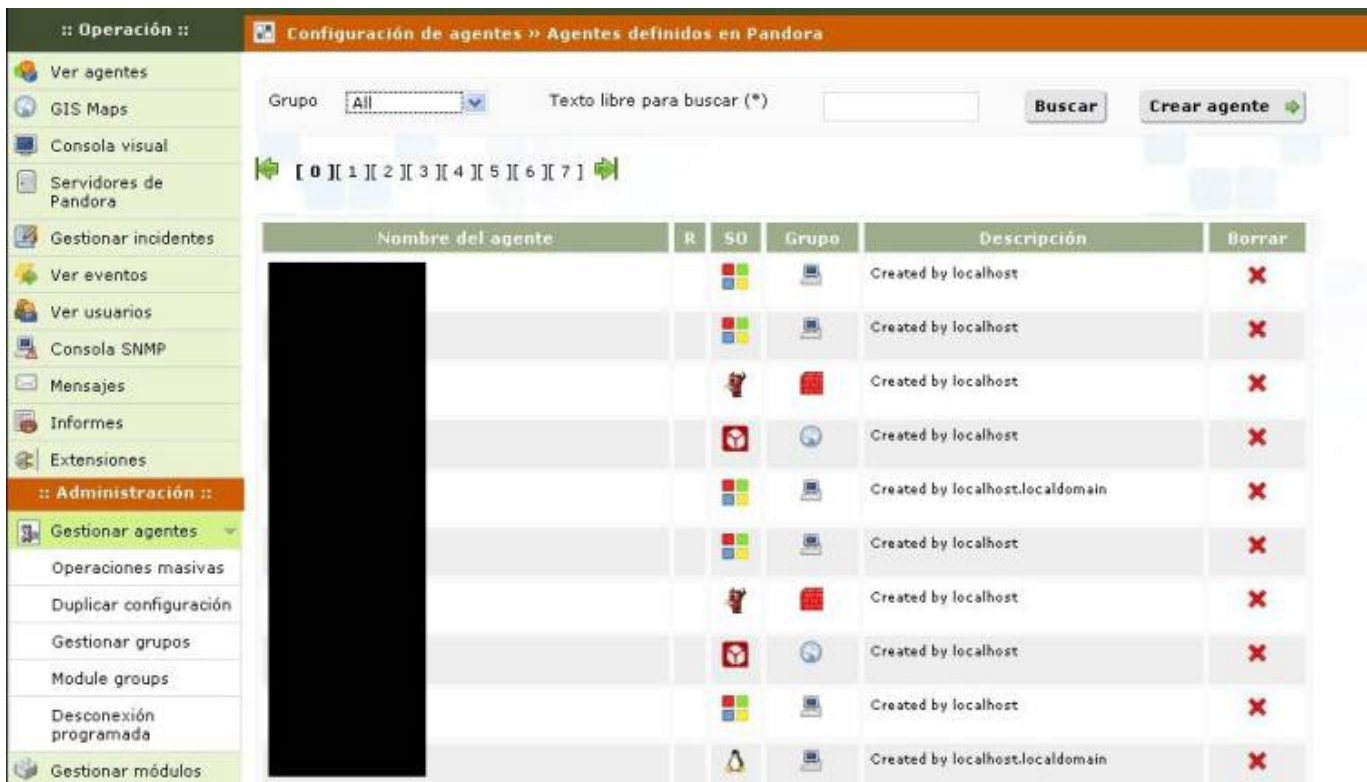 :: Operación ::
Ver agentes
GIS Maps
Consola visual
Servidores de
Pandora
Gestionar incidentes
Ver eventos
Ver usuarios
Consola SNMP
Mensajes
Informes
Extensiones
:: Administración ::
Gestionar agentes
Operaciones masivas
Duplicar configuración
Gestionar grupos
Module groups
Desconexión
programada
Gestionar módulos
Configuración de agentes » Agentes definidos en Pandora
Grupo All Texto libre para buscar (*) Buscar Crear agente
[ 0 ][ 1 ][ 2 ][ 3 ][ 4 ][ 5 ][ 6 ][ 7 ]
Nombre del agente R SO Grupo Descripción Borrar
Created by localhost
Created by localhost
Created by localhost
Created by localhost
Created by localhost.localdomain
Created by localhost
Created by localhost
Created by localhost
Created by localhost
Created by localhost.localdomain